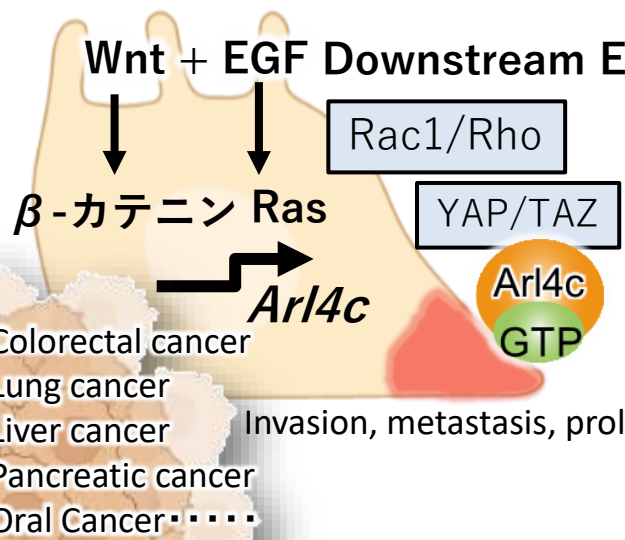 Wnt + EGF Downstream E
Rac1/Rho
YAP/TAZ
β-カテニン Ras
Arl4c
Arl4c
GTP
Colorectal cancer
Lung cancer
Liver cancer
Pancreatic cancer
Oral Cancer・・・・・
Invasion, metastasis, prol